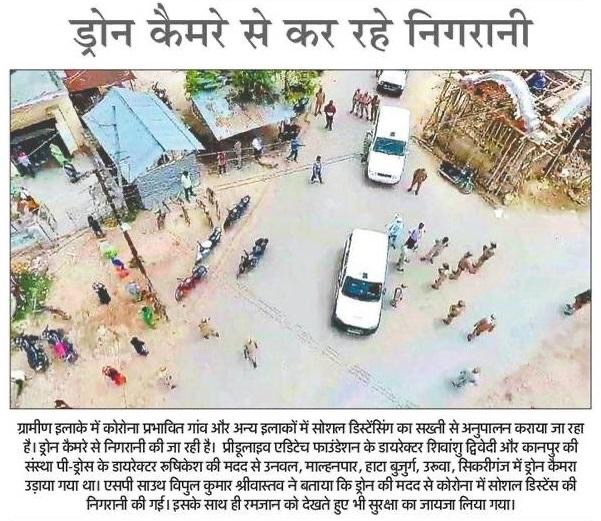 ड्रोन कैमरे से कर रहे निगरानी
ग्रामीण इलाके में कोरोना प्रभावित गांव और अन्य इलाकों में सोशल डिस्टेंसिंग का सख्ती से अनुपालन कराया जा रहा
है। ड्रोन कैमरे से निगरानी की जा रही है। प्रीडूलाइव एडिटेच फाउंडेशन के डायरेक्टर शिवांशु द्विवेदी और कानपुर की
संस्था पी-ड्रोस के डायरेक्टर रूषिकेश की मदद से उनवल, माल्हनपार, हाटा बुजुर्ग, उरूवा, सिकरीगंज में ड्रोन कैमरा
उड़ाया गया था। एसपी साउथ विपुल कुमार श्रीवास्तव ने बताया कि ड्रोन की मदद से कोरोना में सोशल डिस्टेंस की
निगरानी की गई। इसके साथ ही रमजान को देखते हुए भी सुरक्षा का जायजा लिया गया।